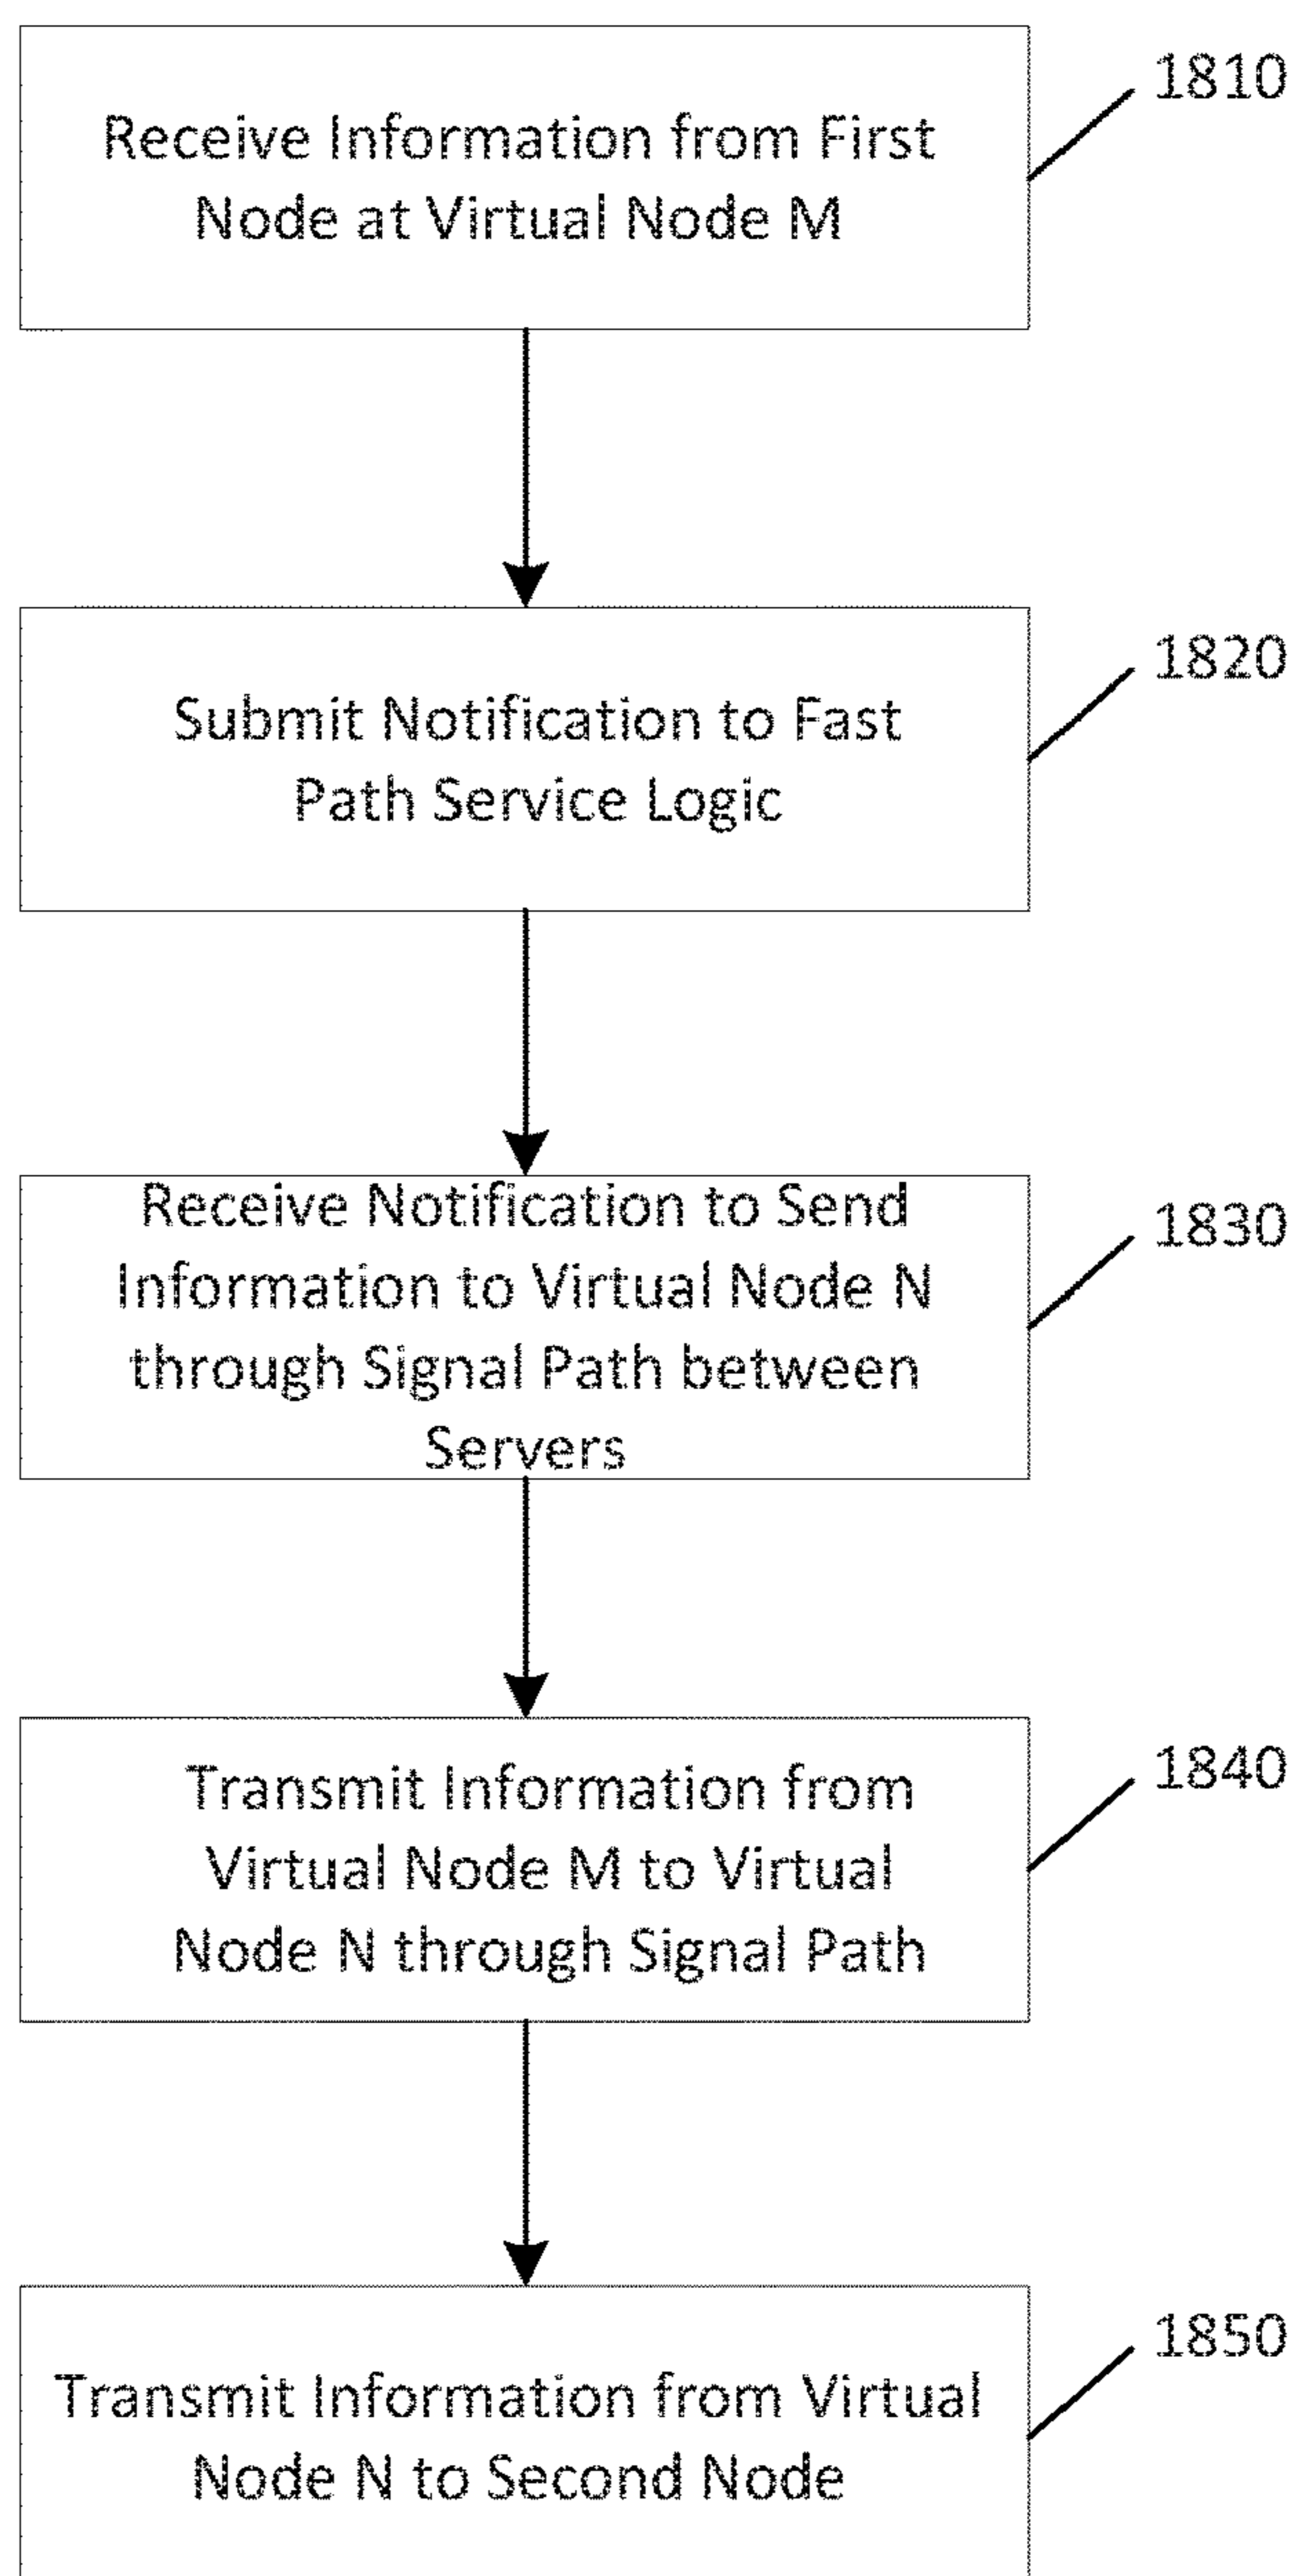 Receive Information from First
Node at Virtual Node M
1810
Submit Notification to Fast
Path Service Logic
1820
Receive Notification to Send
Information to Virtual Node N
through Signal Path between
Servers
1830
Transmit Information from
Virtual Node M to Virtual
Node N through Signal Path
1840
Transmit Information from Virtual
Node N to Second Node
1850